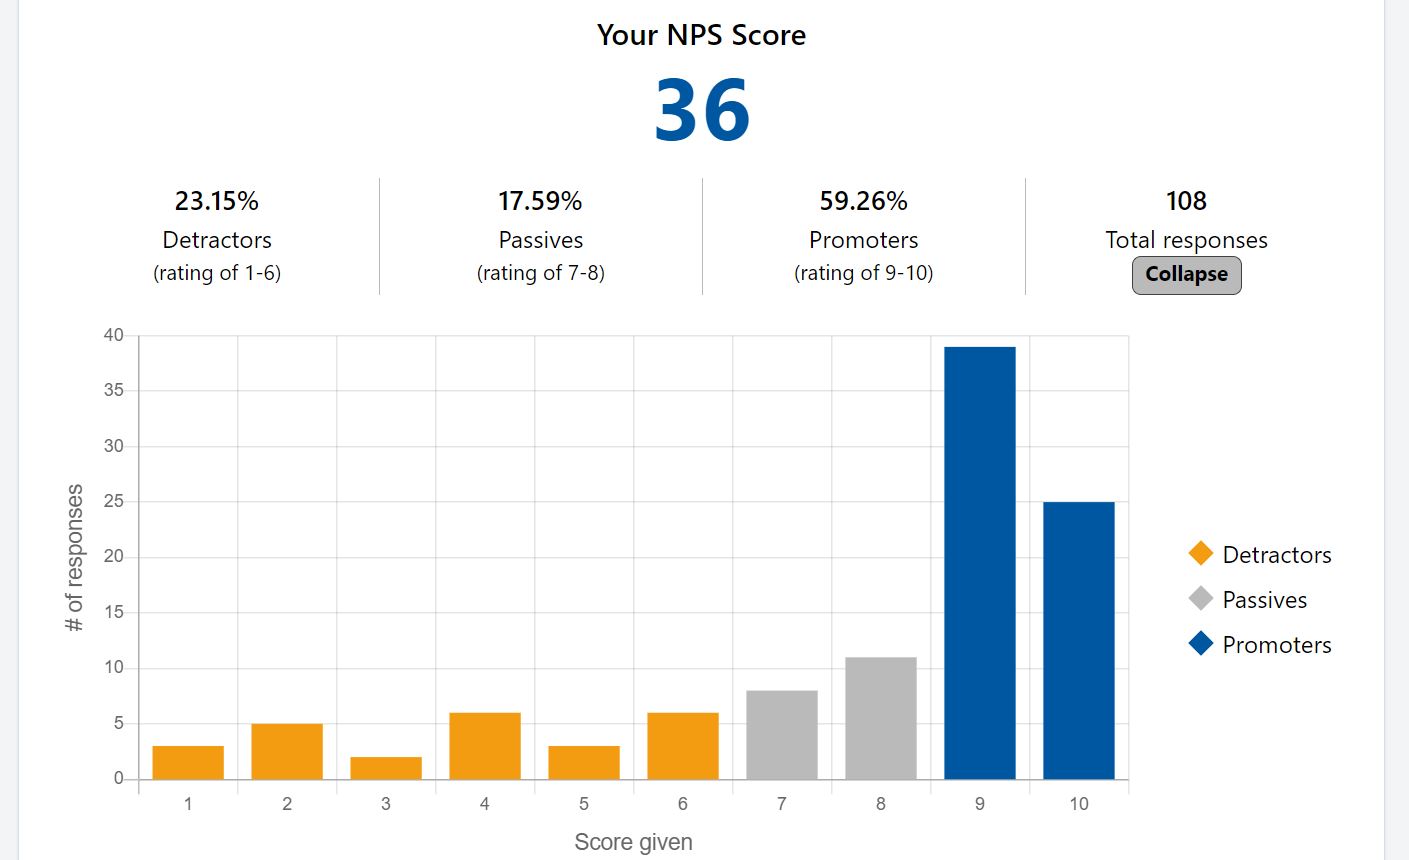 Your NPS Score
36
23.15%
Detractors
(rating of 1-6)
17.59%
Passives
(rating of 7-8)
59.26%
Promoters
(rating of 9-10)
108
Total responses
Collapse
# of responses
40
35
30
25
20
15
10
5
0
1 2 3 4 5 6 7 8 9 10
Score given
Detractors
Passives
Promoters